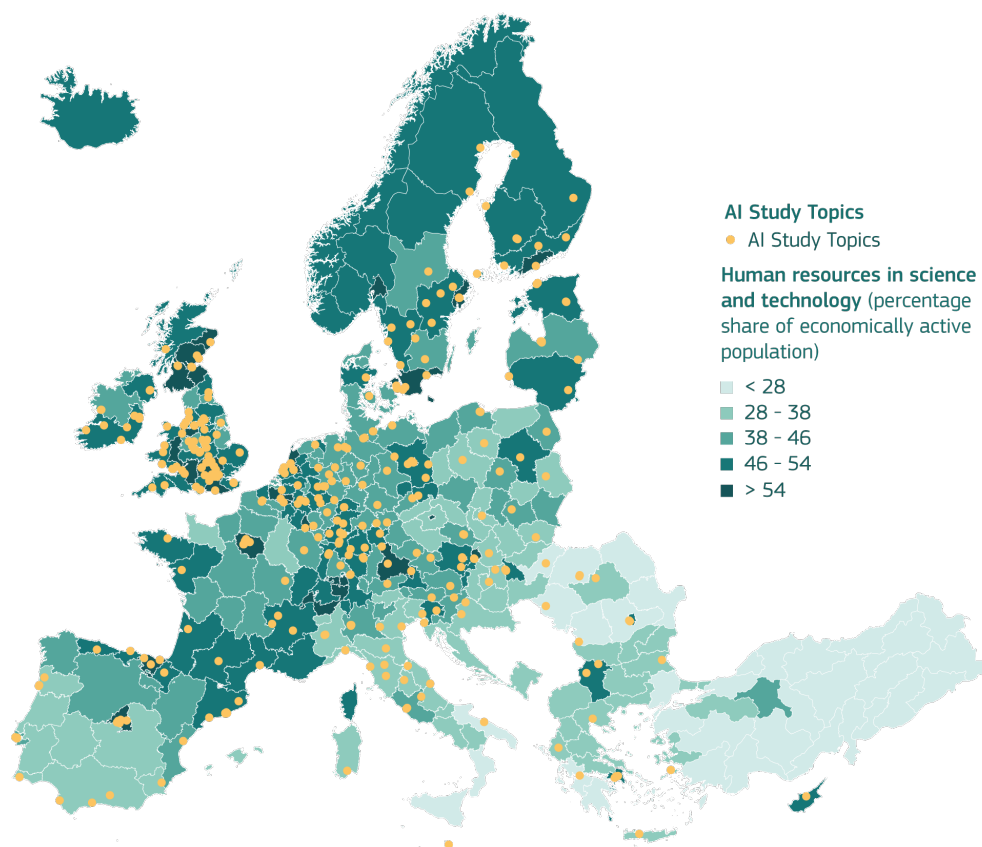 AI Study Topics
AI Study Topics
Human resources in science
and technology (percentage
share of economically active
population)
< 28
28 - 38
38 - 46
46 - 54
> 54